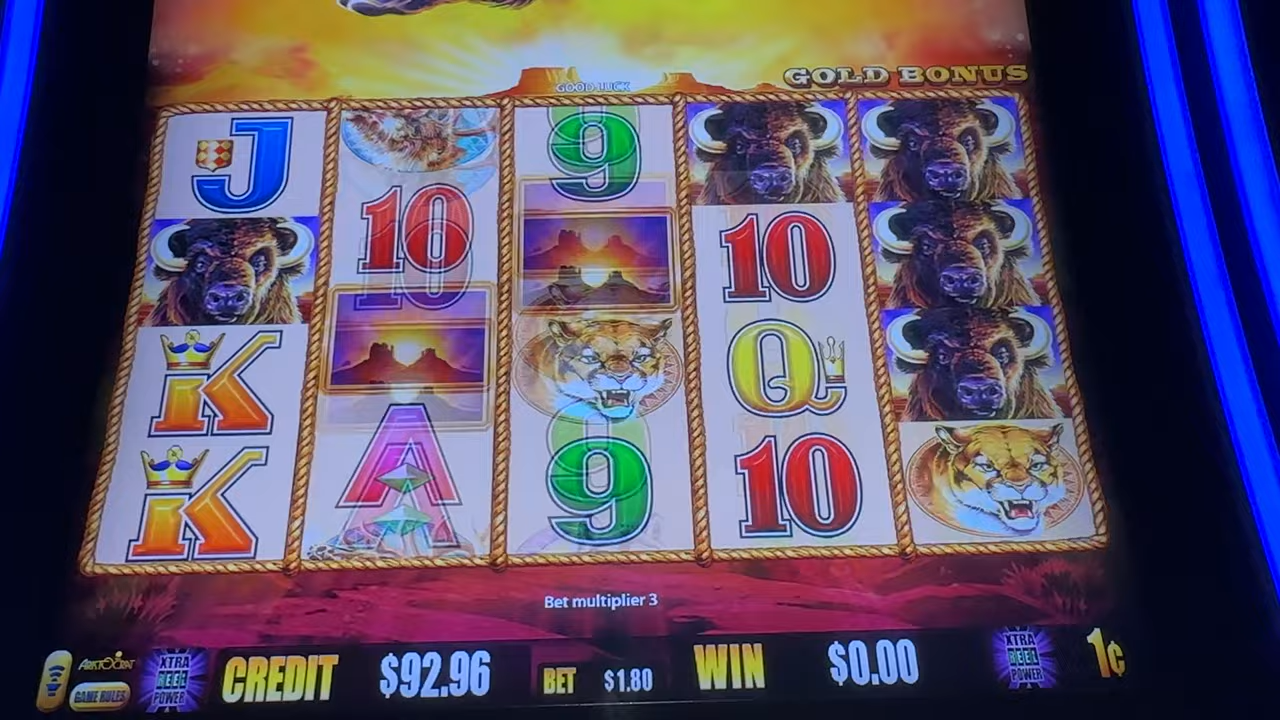 GOOD LUCK
GOLD BONUS
J
9
10
10
K
Q
K
A
9
10
Bet multiplier 3
ARISTOCRAT
GAME RULES
XTRA
REEL
POWER
CREDIT $92.96
BET $1.80
WIN $0.00
XTRA
REEL
POWER
1¢